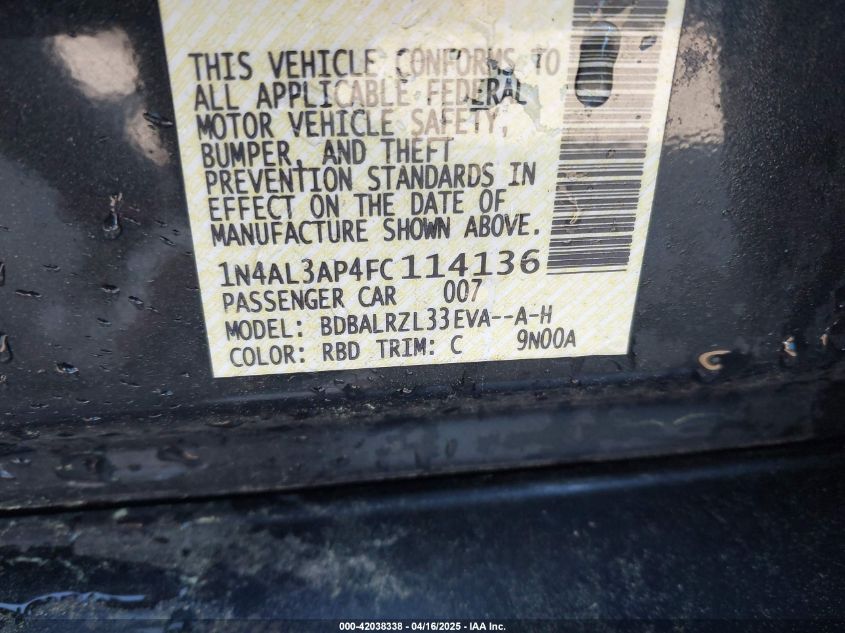 THIS VEHICLE CONFORMS TO
ALL APPLICABLE FEDERAL
MOTOR VEHICLE SAFETY,
BUMPER, AND THEFT
PREVENTION STANDARDS IN
EFFECT ON THE DATE OF
MANUFACTURE SHOWN ABOVE.
1N4AL3AP4FC114136
PASSENGER CAR 007
MODEL: BDBALRZL33EVA--A-H
COLOR: RBD TRIM: C 9N00A
000-42038338 - 04/16/2025 - IAA Inc.